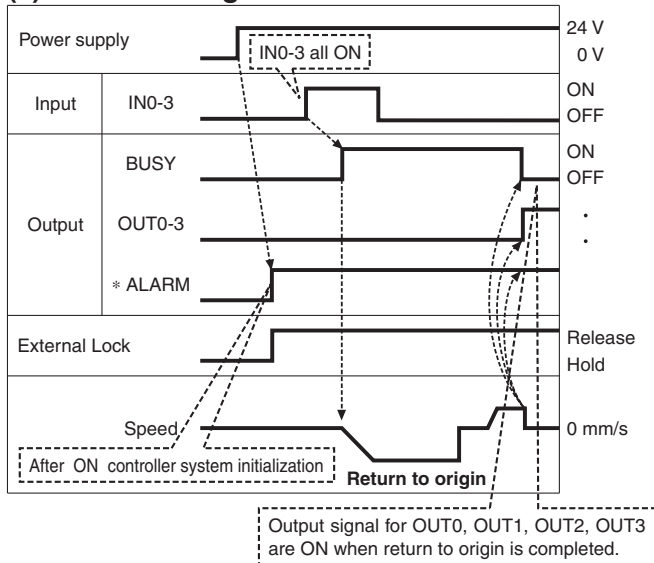 Power supply
24 V
0 V
IN0-3 all ON
Input
IN0-3
ON
OFF
Output
BUSY
ON
OFF
OUT0-3
.
.
* ALARM
External Lock
Release
Hold
Speed
0 mm/s
After ON controller system initialization
Return to origin
Output signal for OUT0, OUT1, OUT2, OUT3
are ON when return to origin is completed.